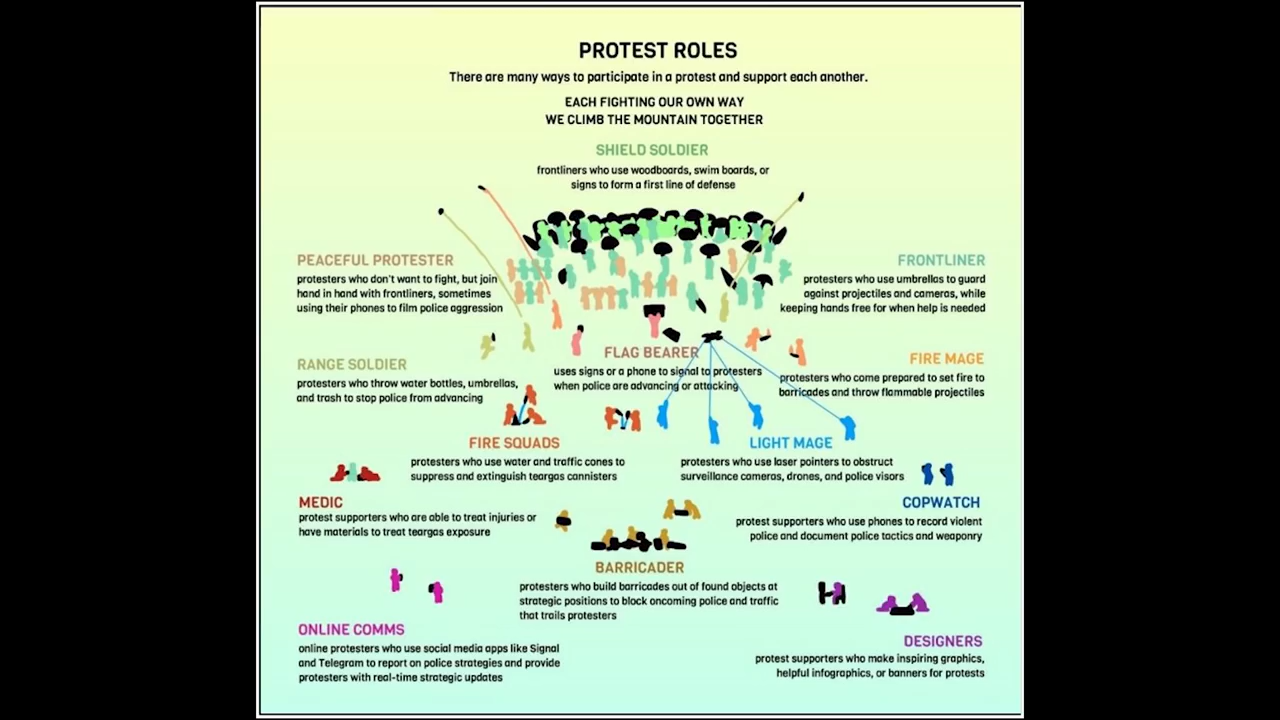 PROTEST ROLES
There are many ways to participate in a protest and support each another.
EACH FIGHTING OUR OWN WAY
WE CLIMB THE MOUNTAIN TOGETHER
SHIELD SOLDIER
frontliners who use woodboards, swim boards, or
signs to form a first line of defense
PEACEFUL PROTESTER
protesters who don't want to fight, but join
hand in hand with frontliners, sometimes
using their phones to film police aggression
FRONTLINER
protesters who use umbrellas to guard
against projectiles and cameras, while
keeping hands free for when help is needed
RANGE SOLDIER
protesters who throw water bottles, umbrellas,
and trash to stop police from advancing
FLAG BEARER
uses signs or a phone to signal to protesters
when police are advancing or attacking
FIRE MAGE
protesters who come prepared to set fire to
barricades and throw flammable projectiles
FIRE SQUADS
protesters who use water and traffic cones to
suppress and extinguish teargas cannisters
LIGHT MAGE
protesters who use laser pointers to obstruct
surveillance cameras, drones, and police visors
MEDIC
protest supporters who are able to treat injuries or
have materials to treat teargas exposure
COPWATCH
protest supporters who use phones to record violent
police and document police tactics and weaponry
BARRICADER
protesters who build barricades out of found objects at
strategic positions to block oncoming police and traffic
that trails protesters
ONLINE COMMS
online protesters who use social media apps like Signal
and Telegram to report on police strategies and provide
protesters with real-time strategic updates
DESIGNERS
protest supporters who make inspiring graphics,
helpful infographics, or banners for protests